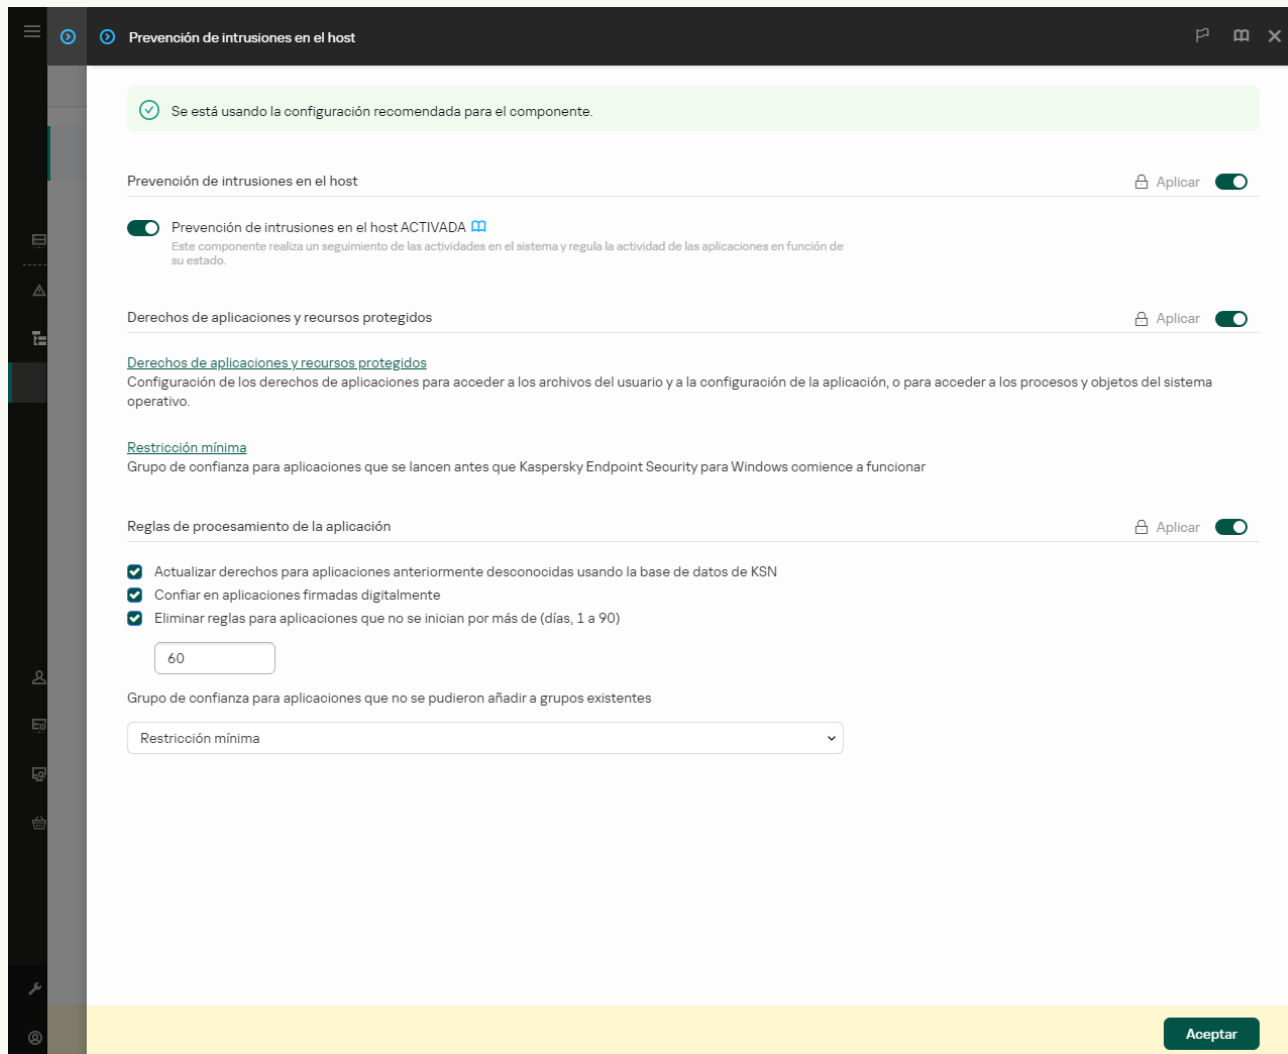 Prevención de intrusiones en el host
Se está usando la configuración recomendada para el componente.
Prevención de intrusiones en el host
Aplicar
Prevención de intrusiones en el host ACTIVADA
Este componente realiza un seguimiento de las actividades en el sistema y regula la actividad de las aplicaciones en función de
su estado.
Derechos de aplicaciones y recursos protegidos
Aplicar
Derechos de aplicaciones y recursos protegidos
Configuración de los derechos de aplicaciones para acceder a los archivos del usuario y a la configuración de la aplicación, o para acceder a los procesos y objetos del sistema
operativo.
Restricción mínima
Grupo de confianza para aplicaciones que se lancen antes que Kaspersky Endpoint Security para Windows comience a funcionar
Reglas de procesamiento de la aplicación
Aplicar
Actualizar derechos para aplicaciones anteriormente desconocidas usando la base de datos de KSN
Confiar en aplicaciones firmadas digitalmente
Eliminar reglas para aplicaciones que no se inician por más de (días, 1 a 90)
60
Grupo de confianza para aplicaciones que no se pudieron añadir a grupos existentes
Restricción mínima
Aceptar